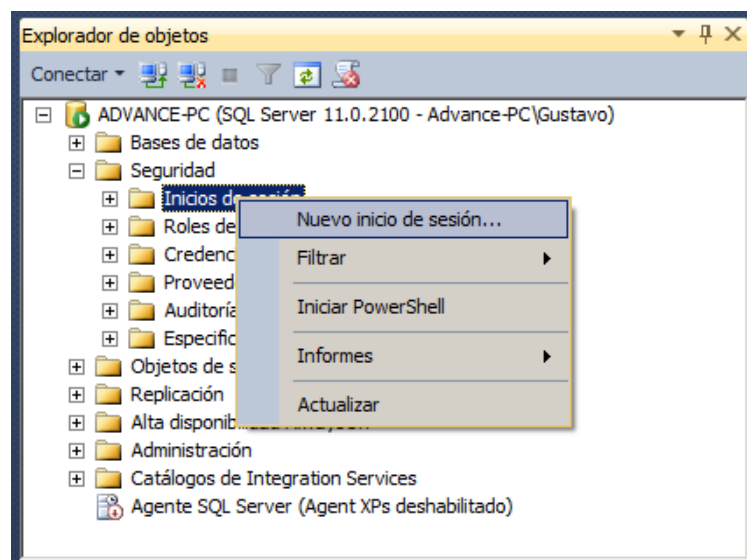 Explorador de objetos
Conectar
ADVANCE-PC (SQL Server 11.0.2100 - Advance-PC\Gustavo)
Bases de datos
Seguridad
Inicios de sesión
Nuevo inicio de sesión...
Roles de
Filtrar
Credenc
Proveed
Iniciar PowerShell
Auditoría
Especific
Informes
Objetos de s
Replicación
Actualizar
Alta disponib
Administración
Catálogos de Integration Services
Agente SQL Server (Agent XPs deshabilitado)